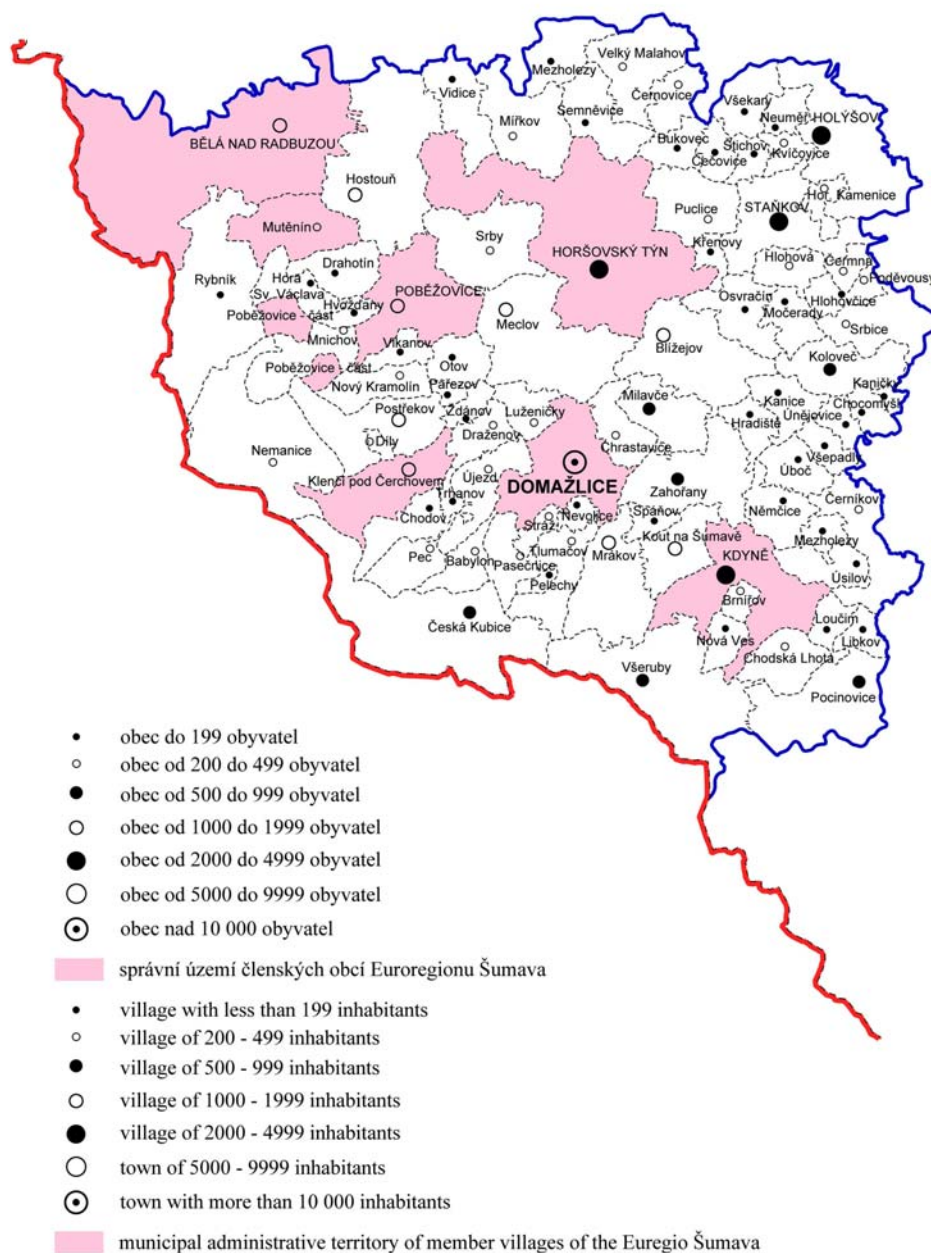 Velký Malahov
Mezholezy
Vidice
Černovice
Semněvice
Všekary
Mířkov
Neuměř
HOLÝŠOV
BĚLÁ NAD RADBUZOU
Bukovec
Štichov
Čečovice
Kvíčovice
Hostouň
Hor. Kamenice
Puclice
STAŇKOV
Mutěnín
Srby
Křenovy
HORŠOVSKÝ TÝN
Hlohová
Čermná
Drahotín
Poděvousy
Rybník
Hora
Sv. Václava
POBĚŽOVICE
Osvračín
Hlohovčice
Hvožďany
Močerady
Poběžovice - část
Meclov
Srbice
Mnichov
Vlkanov
Blížejov
Koloveč
Poběžovice - část
Otov
Nový Kramolín
Pařezov
Milavče
Kanice
Kaničky
Chocomyšl
Postřekov
Ždánov
Luženičky
Hradiště
Únějovice
Draženov
Díly
Chrastavice
Všepadly
Nemanice
Úboč
Klenčí pod Čerchovem
Újezd
DOMAŽLICE
Zahořany
Trhanov
Černíkov
Chodov
Nevolice
Spáňov
Němčice
Stráž
Kout na Šumavě
Mezholezy
Pec
Babylon
Tlumačov
Mrákov
KDYNĚ
Pasečnice
Pelechy
Úsilov
Brnířov
Česká Kubice
Loučim
Libkov
Nová Ves
Chodská Lhota
Všeruby
Pocinovice
obec do 199 obyvatel
obec od 200 do 499 obyvatel
obec od 500 do 999 obyvatel
obec od 1000 do 1999 obyvatel
obec od 2000 do 4999 obyvatel
obec od 5000 do 9999 obyvatel
obec nad 10 000 obyvatel
správní území členských obcí Euroregionu Šumava
village with less than 199 inhabitants
village of 200 - 499 inhabitants
village of 500 - 999 inhabitants
village of 1000 - 1999 inhabitants
village of 2000 - 4999 inhabitants
town of 5000 - 9999 inhabitants
town with more than 10 000 inhabitants
municipal administrative territory of member villages of the Euregio Šumava